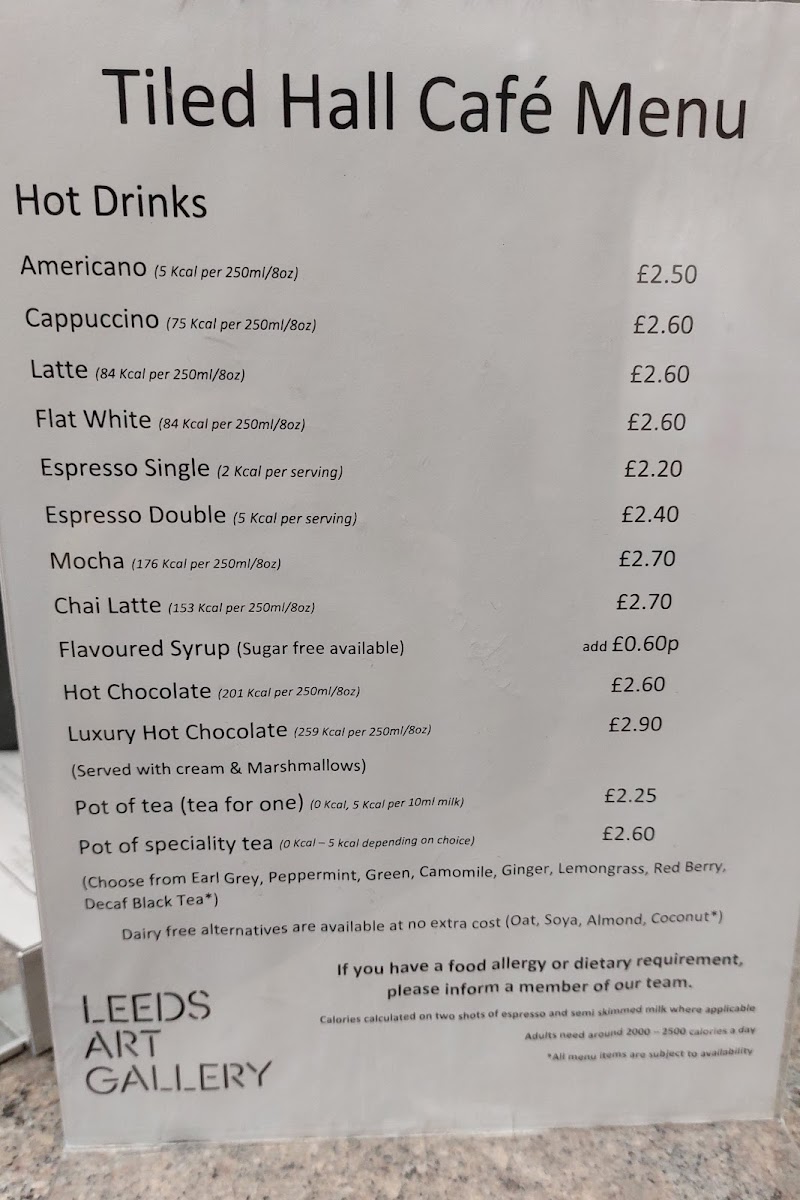 Tiled Hall Café Menu
Hot Drinks
Americano (5 Kcal per 250ml/8oz) £2.50
Cappuccino (75 Kcal per 250ml/8oz) £2.60
Latte (84 Kcal per 250ml/8oz) £2.60
Flat White (84 Kcal per 250ml/8oz) £2.60
Espresso Single (2 Kcal per serving) £2.20
Espresso Double (5 Kcal per serving) £2.40
Mocha (176 Kcal per 250ml/8oz) £2.70
Chai Latte (153 Kcal per 250ml/8oz) £2.70
Flavoured Syrup (Sugar free available) add £0.60p
Hot Chocolate (201 Kcal per 250ml/8oz) £2.60
Luxury Hot Chocolate (259 Kcal per 250ml/8oz) £2.90
(Served with cream & Marshmallows)
Pot of tea (tea for one) (0 Kcal, 5 Kcal per 10ml milk) £2.25
Pot of speciality tea (0 Kcal – 5 kcal depending on choice) £2.60
(Choose from Earl Grey, Peppermint, Green, Camomile, Ginger, Lemongrass, Red Berry,
Decaf Black Tea*)
Dairy free alternatives are available at no extra cost (Oat, Soya, Almond, Coconut*)
If you have a food allergy or dietary requirement,
please inform a member of our team.
Calories calculated on two shots of espresso and semi skimmed milk where applicable
Adults need around 2000 – 2500 calories a day
*All menu items are subject to availability
LEEDS
ART
GALLERY